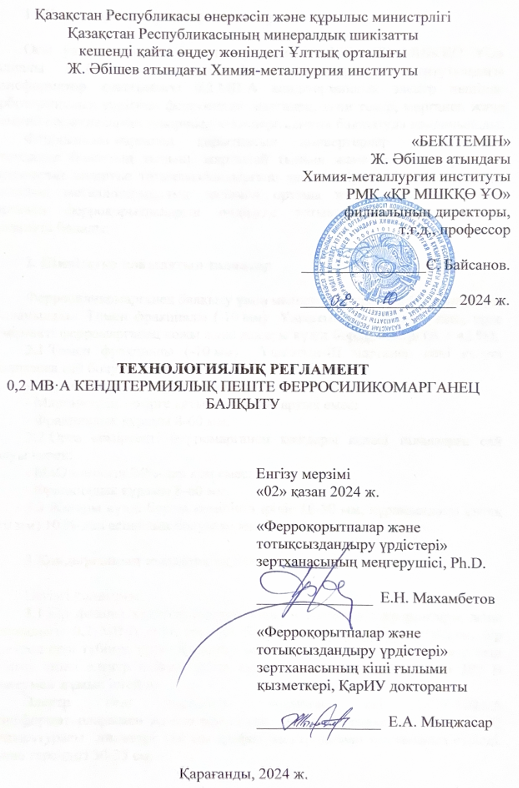 Қазақстан Республикасы өнеркәсіп және құрылыс министрлігі
Қазақстан Республикасының минералдық шикізатты
кешенді қайта өңдеу жөніндегі Ұлттық орталығы
Ж. Әбішев атындағы Химия-металлургия институты
«БЕКІТЕМІН»
Ж. Әбішев атындағы
Химия-металлургия институты
РМК «ҚР МШКҚӨ ҰО»
филиалының директоры,
т.ғ.д., профессор
С. Байсанов.
02 10 2024 ж.
ТЕХНОЛОГИЯЛЫҚ РЕГЛАМЕНТ
0,2 МВ·А КЕНДІТЕРМИЯЛЫҚ ПЕШТЕ ФЕРРОСИЛИКОМАРГАНЕЦ
БАЛҚЫТУ
Енгізу мерзімі
«02» қазан 2024 ж.
«Ферроқорытпалар және
тотықсыздандыру үрдістері»
зертханасының меңгерушісі, Ph.D.
Е.Н. Махамбетов
«Ферроқорытпалар және
тотықсыздандыру үрдістері»
зертханасының кіші ғылыми
қызметкері, ҚарИУ докторанты
Е.А. Мыңжасар
Қарағанды, 2024 ж.